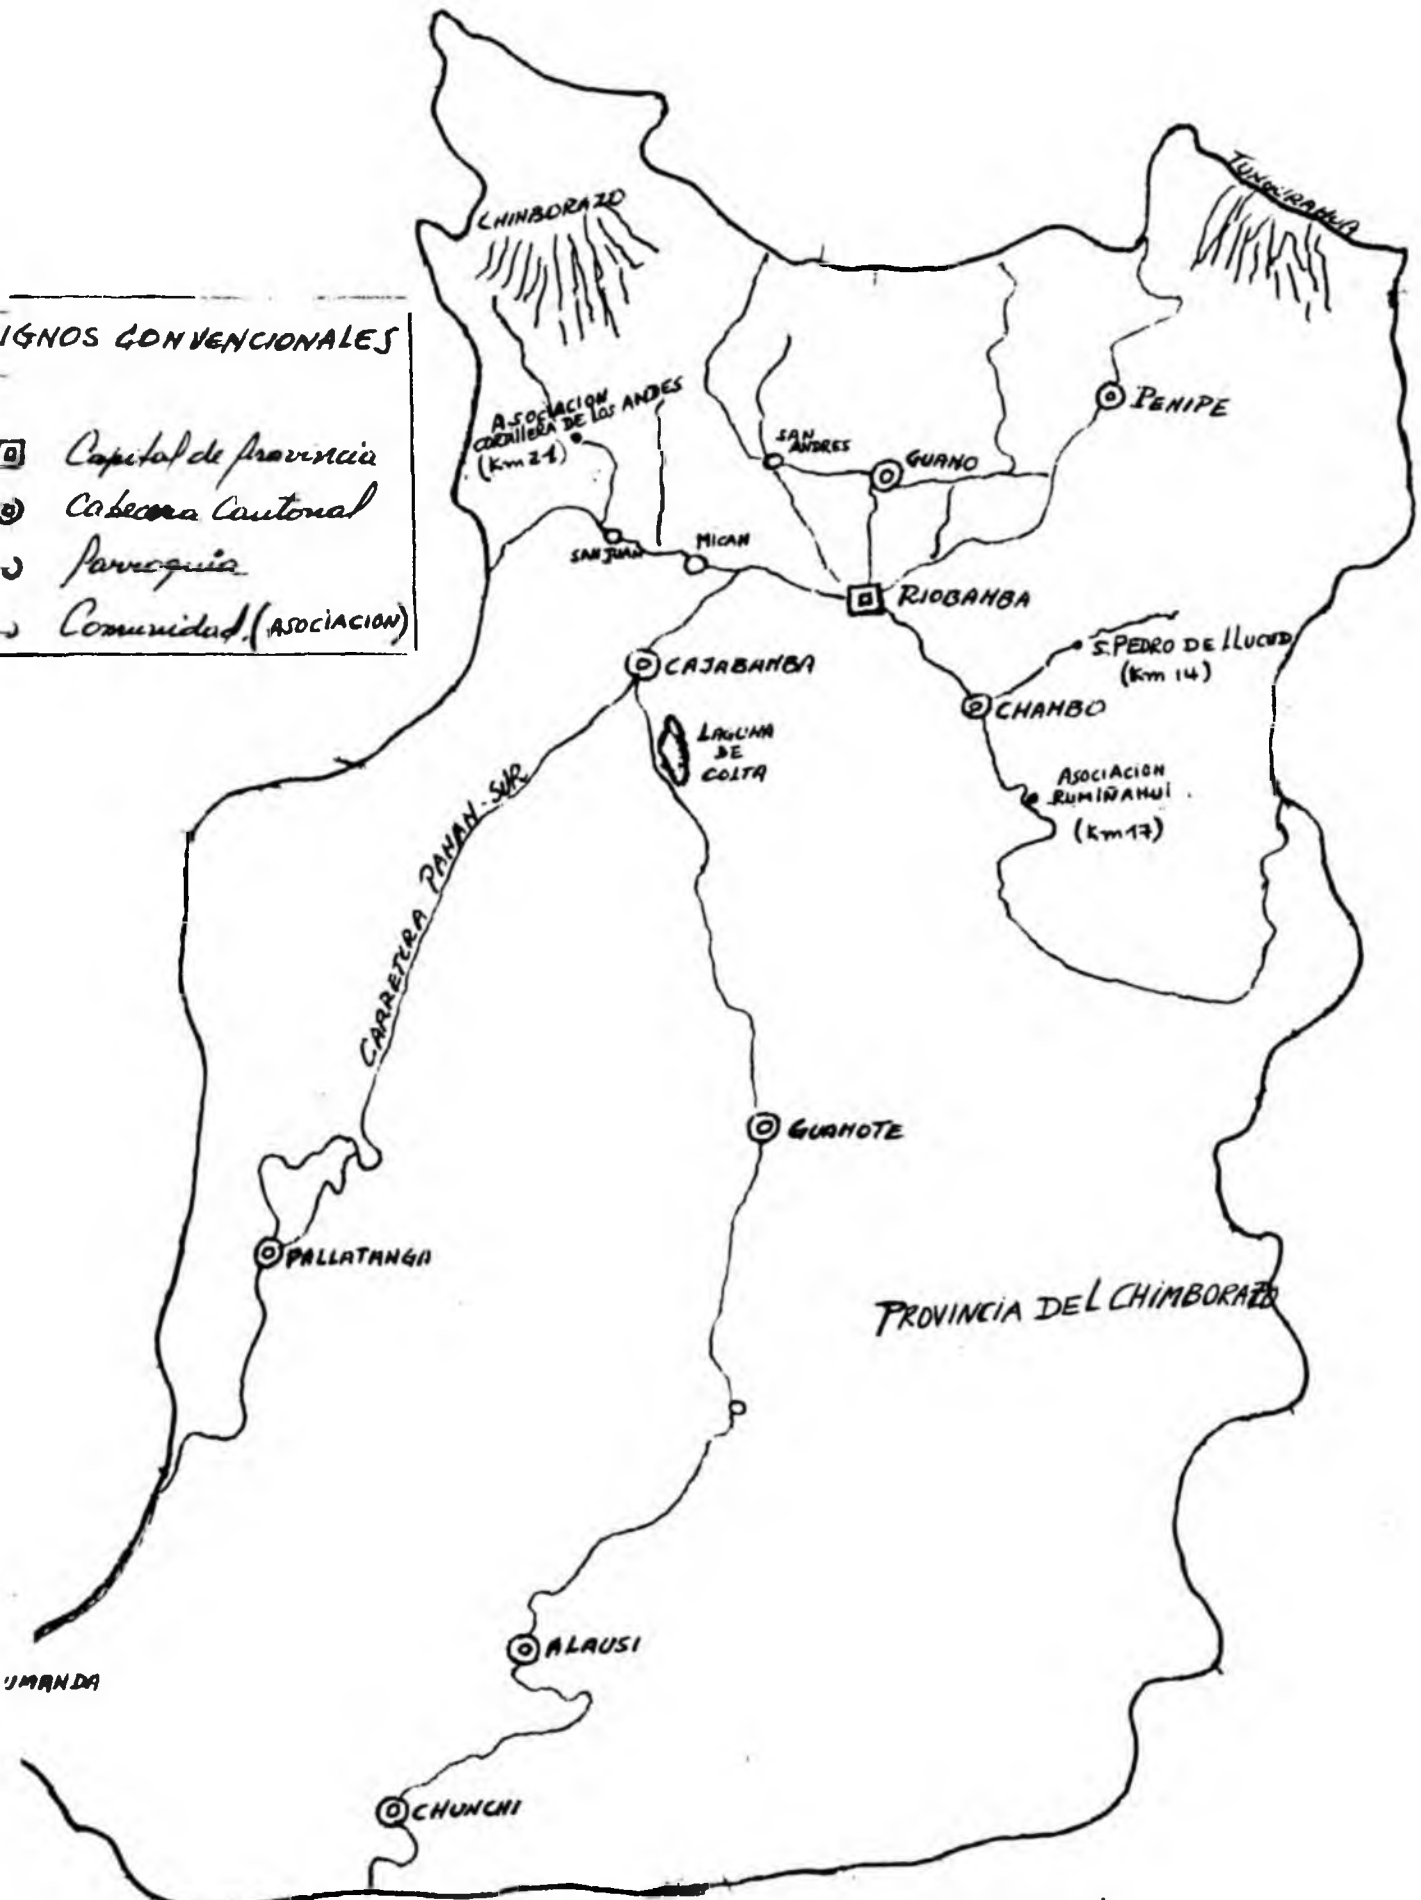 CHINBORAZO
TUNGURAHUA
IGNOS CONVENCIONALES
Capital de Provincia
Cabecera Cantonal
Parroquia
Comunidad. (ASOCIACION)
ASOCIACION
CORDILLERA DE LOS ANDES
(Km 21)
SAN
ANDRES
GUANO
PENIPE
SAN JUAN
MICAN
RIOBAMBA
S. PEDRO DE LLUCUD
(Km 14)
CAJABAMBA
CHAMBO
LAGUNA
DE
COLTA
ASOCIACION
RUMIÑAHUI.
(Km 17)
CARRETERA PANAN-SUR
GUAMOTE
PALLATANGA
PROVINCIA DEL CHIMBORAZO
ALAUSI
UMANDA
CHUNCHI